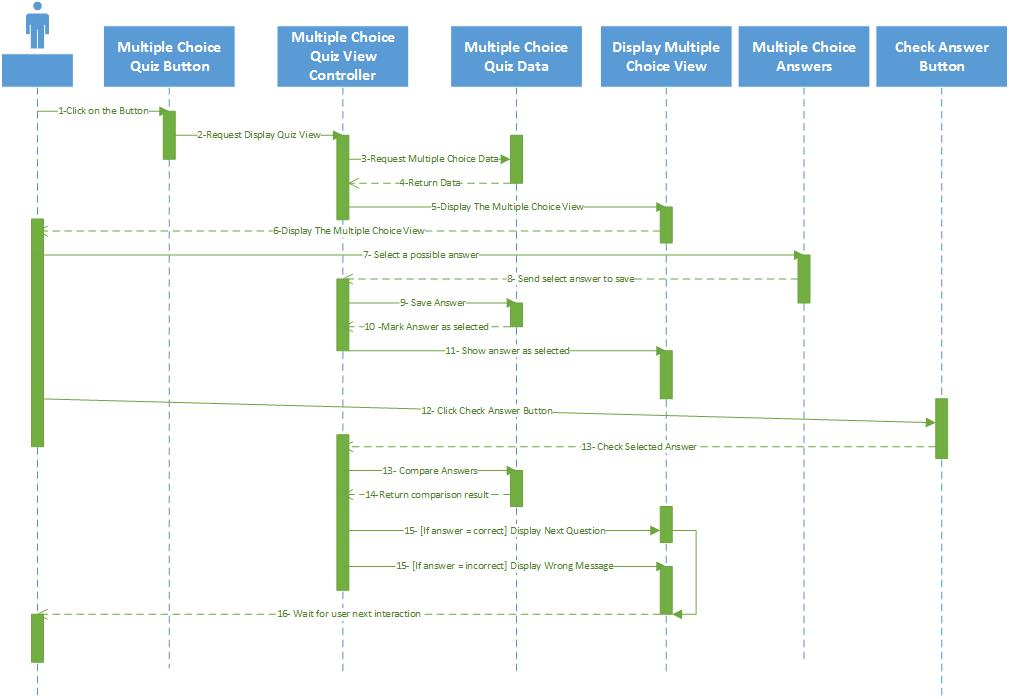 Multiple Choice
Quiz Button
Multiple Choice
Quiz View
Controller
Multiple Choice
Quiz Data
Display Multiple
Choice View
Multiple Choice
Answers
Check Answer
Button
1-Click on the Button
2-Request Display Quiz View
3-Request Multiple Choice Data
4-Return Data
5-Display The Multiple Choice View
6-Display The Multiple Choice View
7- Select a possible answer
8- Send select answer to save
9- Save Answer
10 -Mark Answer as selected
11- Show answer as selected
12- Click Check Answer Button
13- Check Selected Answer
13- Compare Answers
14-Return comparison result
15- [If answer = correct] Display Next Question
15- [If answer = incorrect] Display Wrong Message
16- Wait for user next interaction